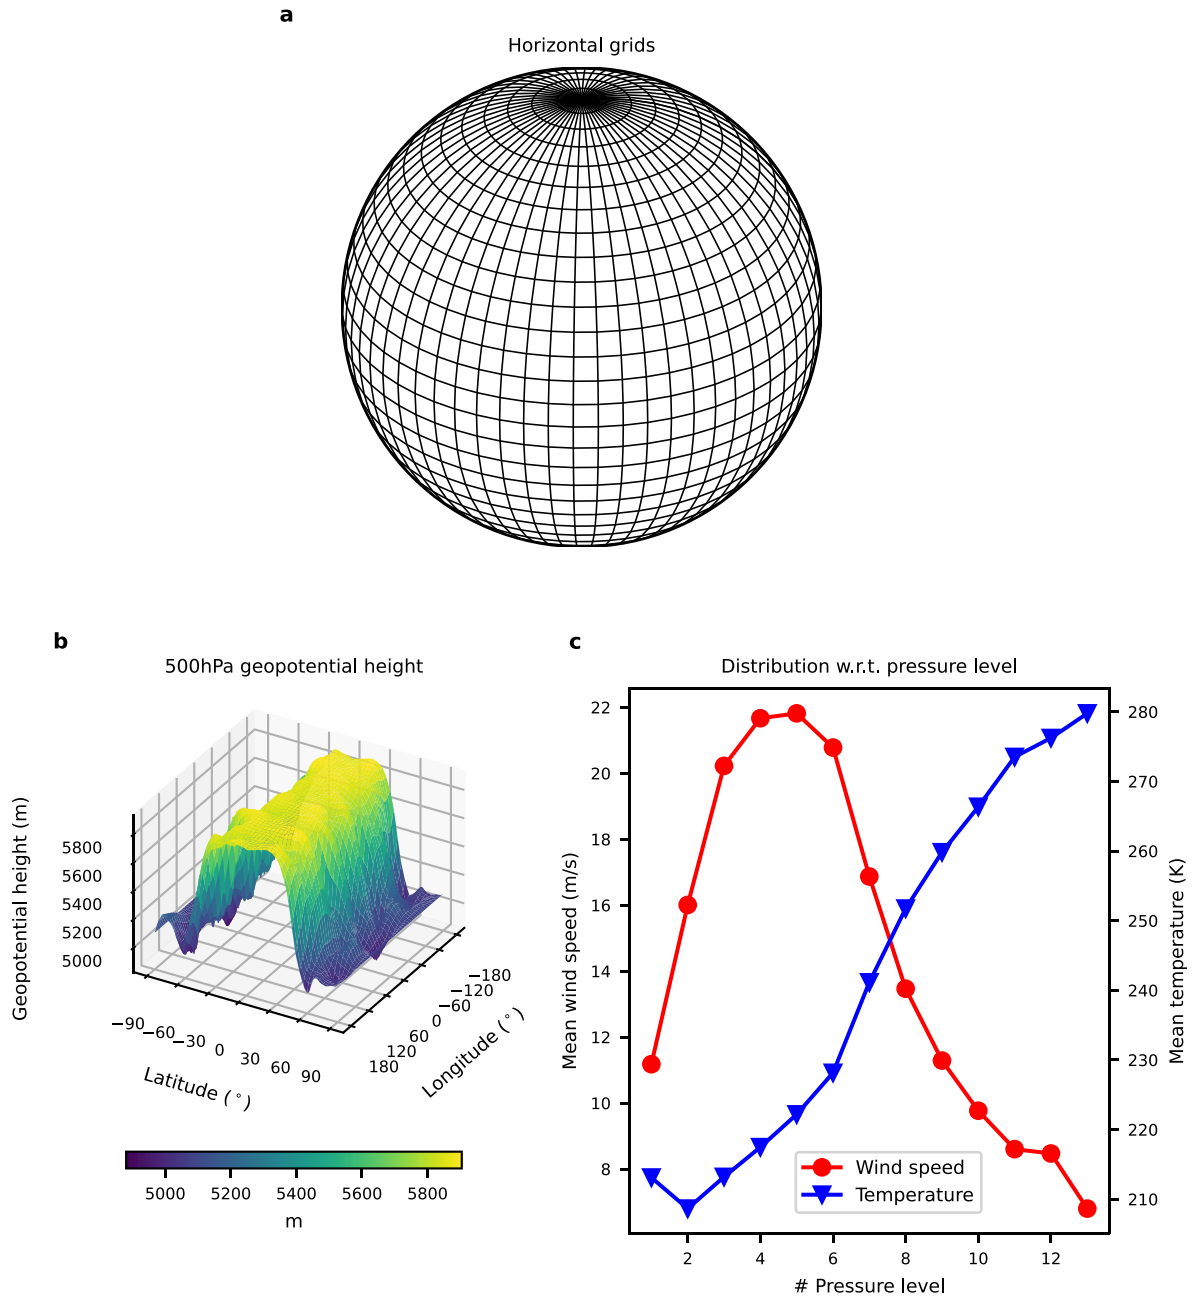 a
Horizontal grids
b
500hPa geopotential height
Geopotential height (m)
5800
5600
5400
5200
5000
−90
−60
−30
0
30
60
90
Latitude (°)
180
120
60
0
−60
−120
−180
Longitude (°)
5000 5200 5400 5600 5800
m
c
Distribution w.r.t. pressure level
Mean wind speed (m/s)
22
20
18
16
14
12
10
8
280
270
260
250
240
230
220
210
Mean temperature (K)
Wind speed
Temperature
2 4 6 8 10 12
# Pressure level